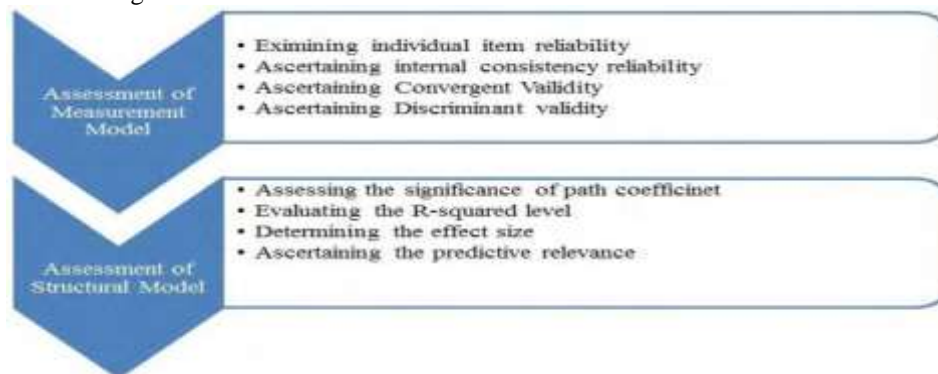 • Eximining individual item reliability
• Ascertaining internal consistency reliability
• Ascertaining Convergent Vailidity
• Ascertaining Discriminant validity
Assessment of
Measurement
Model
• Assessing the significance of path coefficinet
• Evaluating the R-squared level
• Determining the effect size
• Ascertaining the predictive relevance
Assessment of
Structural Model